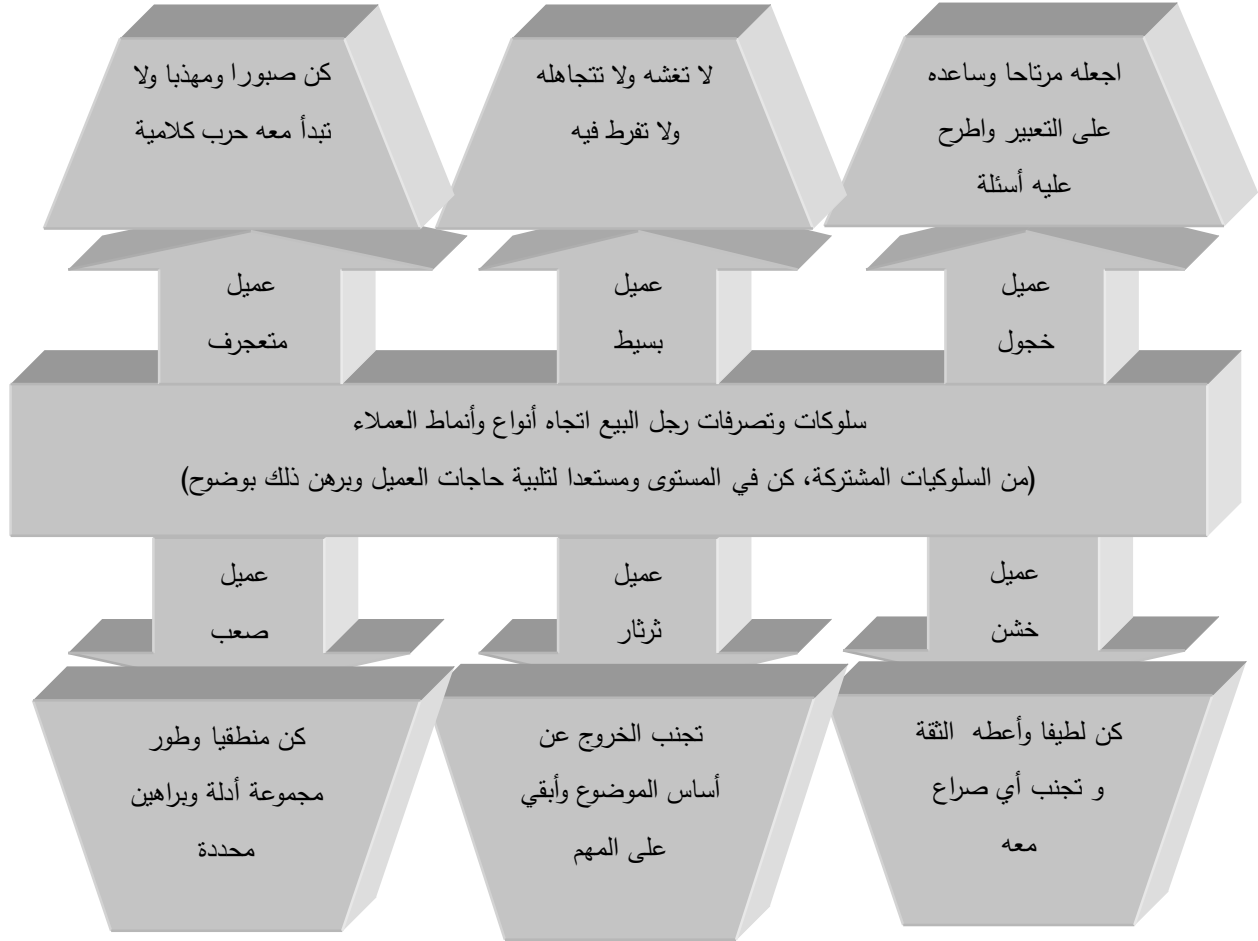 اجعله مرتاحا وساعده
على التعبير واطرح
عليه أسئلة
لا تغشه ولا تتجاهله
ولا تفرط فيه
كن صبورا ومهذبا ولا
تبدأ معه حرب كلامية
عميل
خجول
عميل
بسيط
عميل
متعجرف
سلوكات وتصرفات رجل البيع اتجاه أنواع وأنماط العملاء
(من السلوكيات المشتركة، كن في المستوى ومستعدا لتلبية حاجات العميل وبرهن ذلك بوضوح)
عميل
خشن
عميل
ثرثار
عميل
صعب
كن لطيفا وأعطه الثقة
و تجنب أي صراع
معه
تجنب الخروج عن
أساس الموضوع وأبقي
على المهم
كن منطقيا وطور
مجموعة أدلة وبراهين
محددة